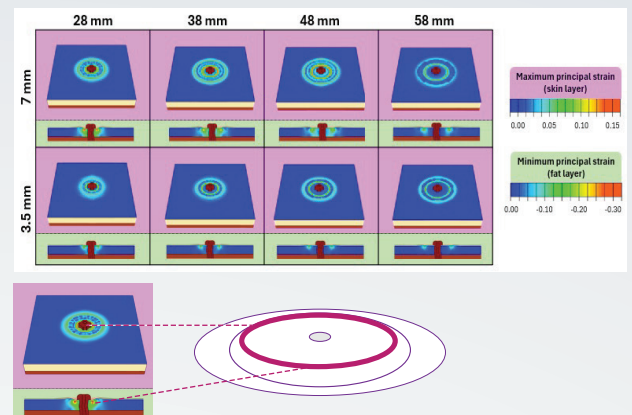 28 mm 38 mm 48 mm 58 mm
7 mm
3.5 mm
Maximum principal strain
(skin layer)
0.00 0.05 0.10 0.15
Minimum principal strain
(fat layer)
0.00 -0.10 -0.20 -0.30